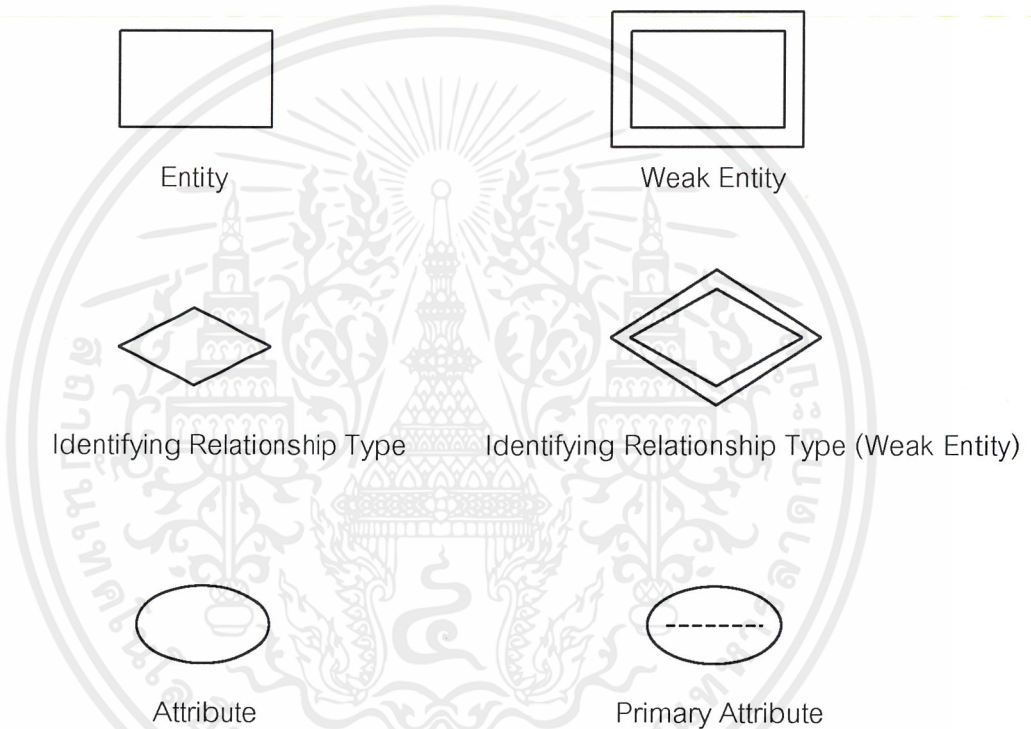 Entity
Weak Entity
Identifying Relationship Type
Identifying Relationship Type (Weak Entity)
Attribute
Primary Attribute